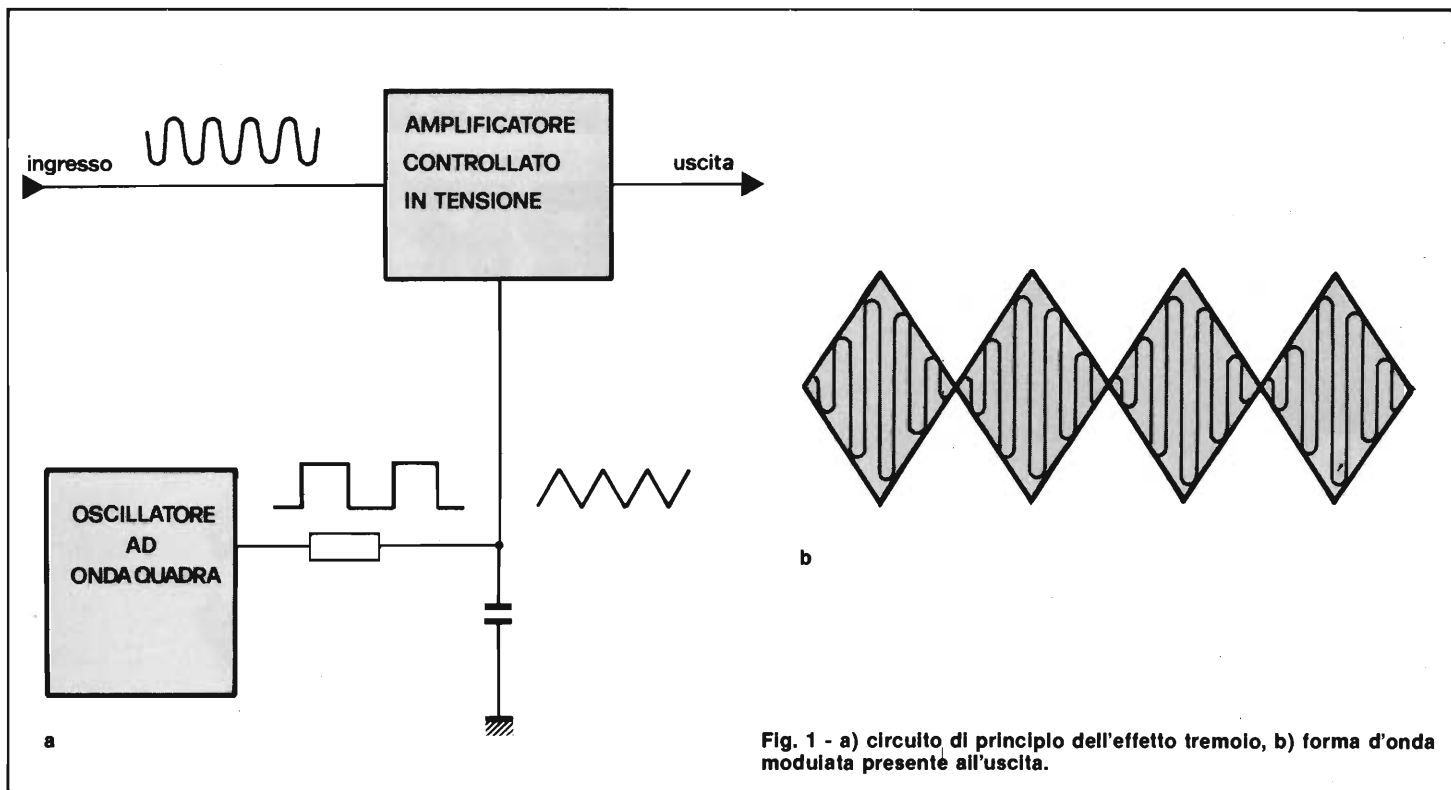 ingresso
AMPLIFICATORE
CONTROLLATO
IN TENSIONE
uscita
OSCILLATORE
AD
ONDA QUADRA
a
b
Fig. 1 - a) circuito di principio dell'effetto tremolo, b) forma d'onda
modulata presente all'uscita.